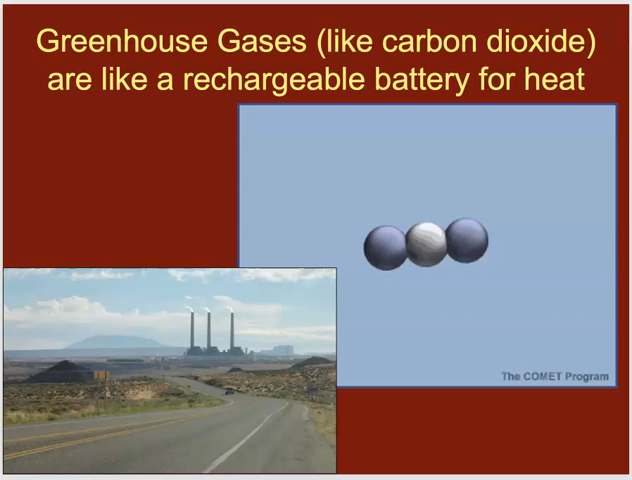 Greenhouse Gases (like carbon dioxide)
are like a rechargeable battery for heat
The COMET Program